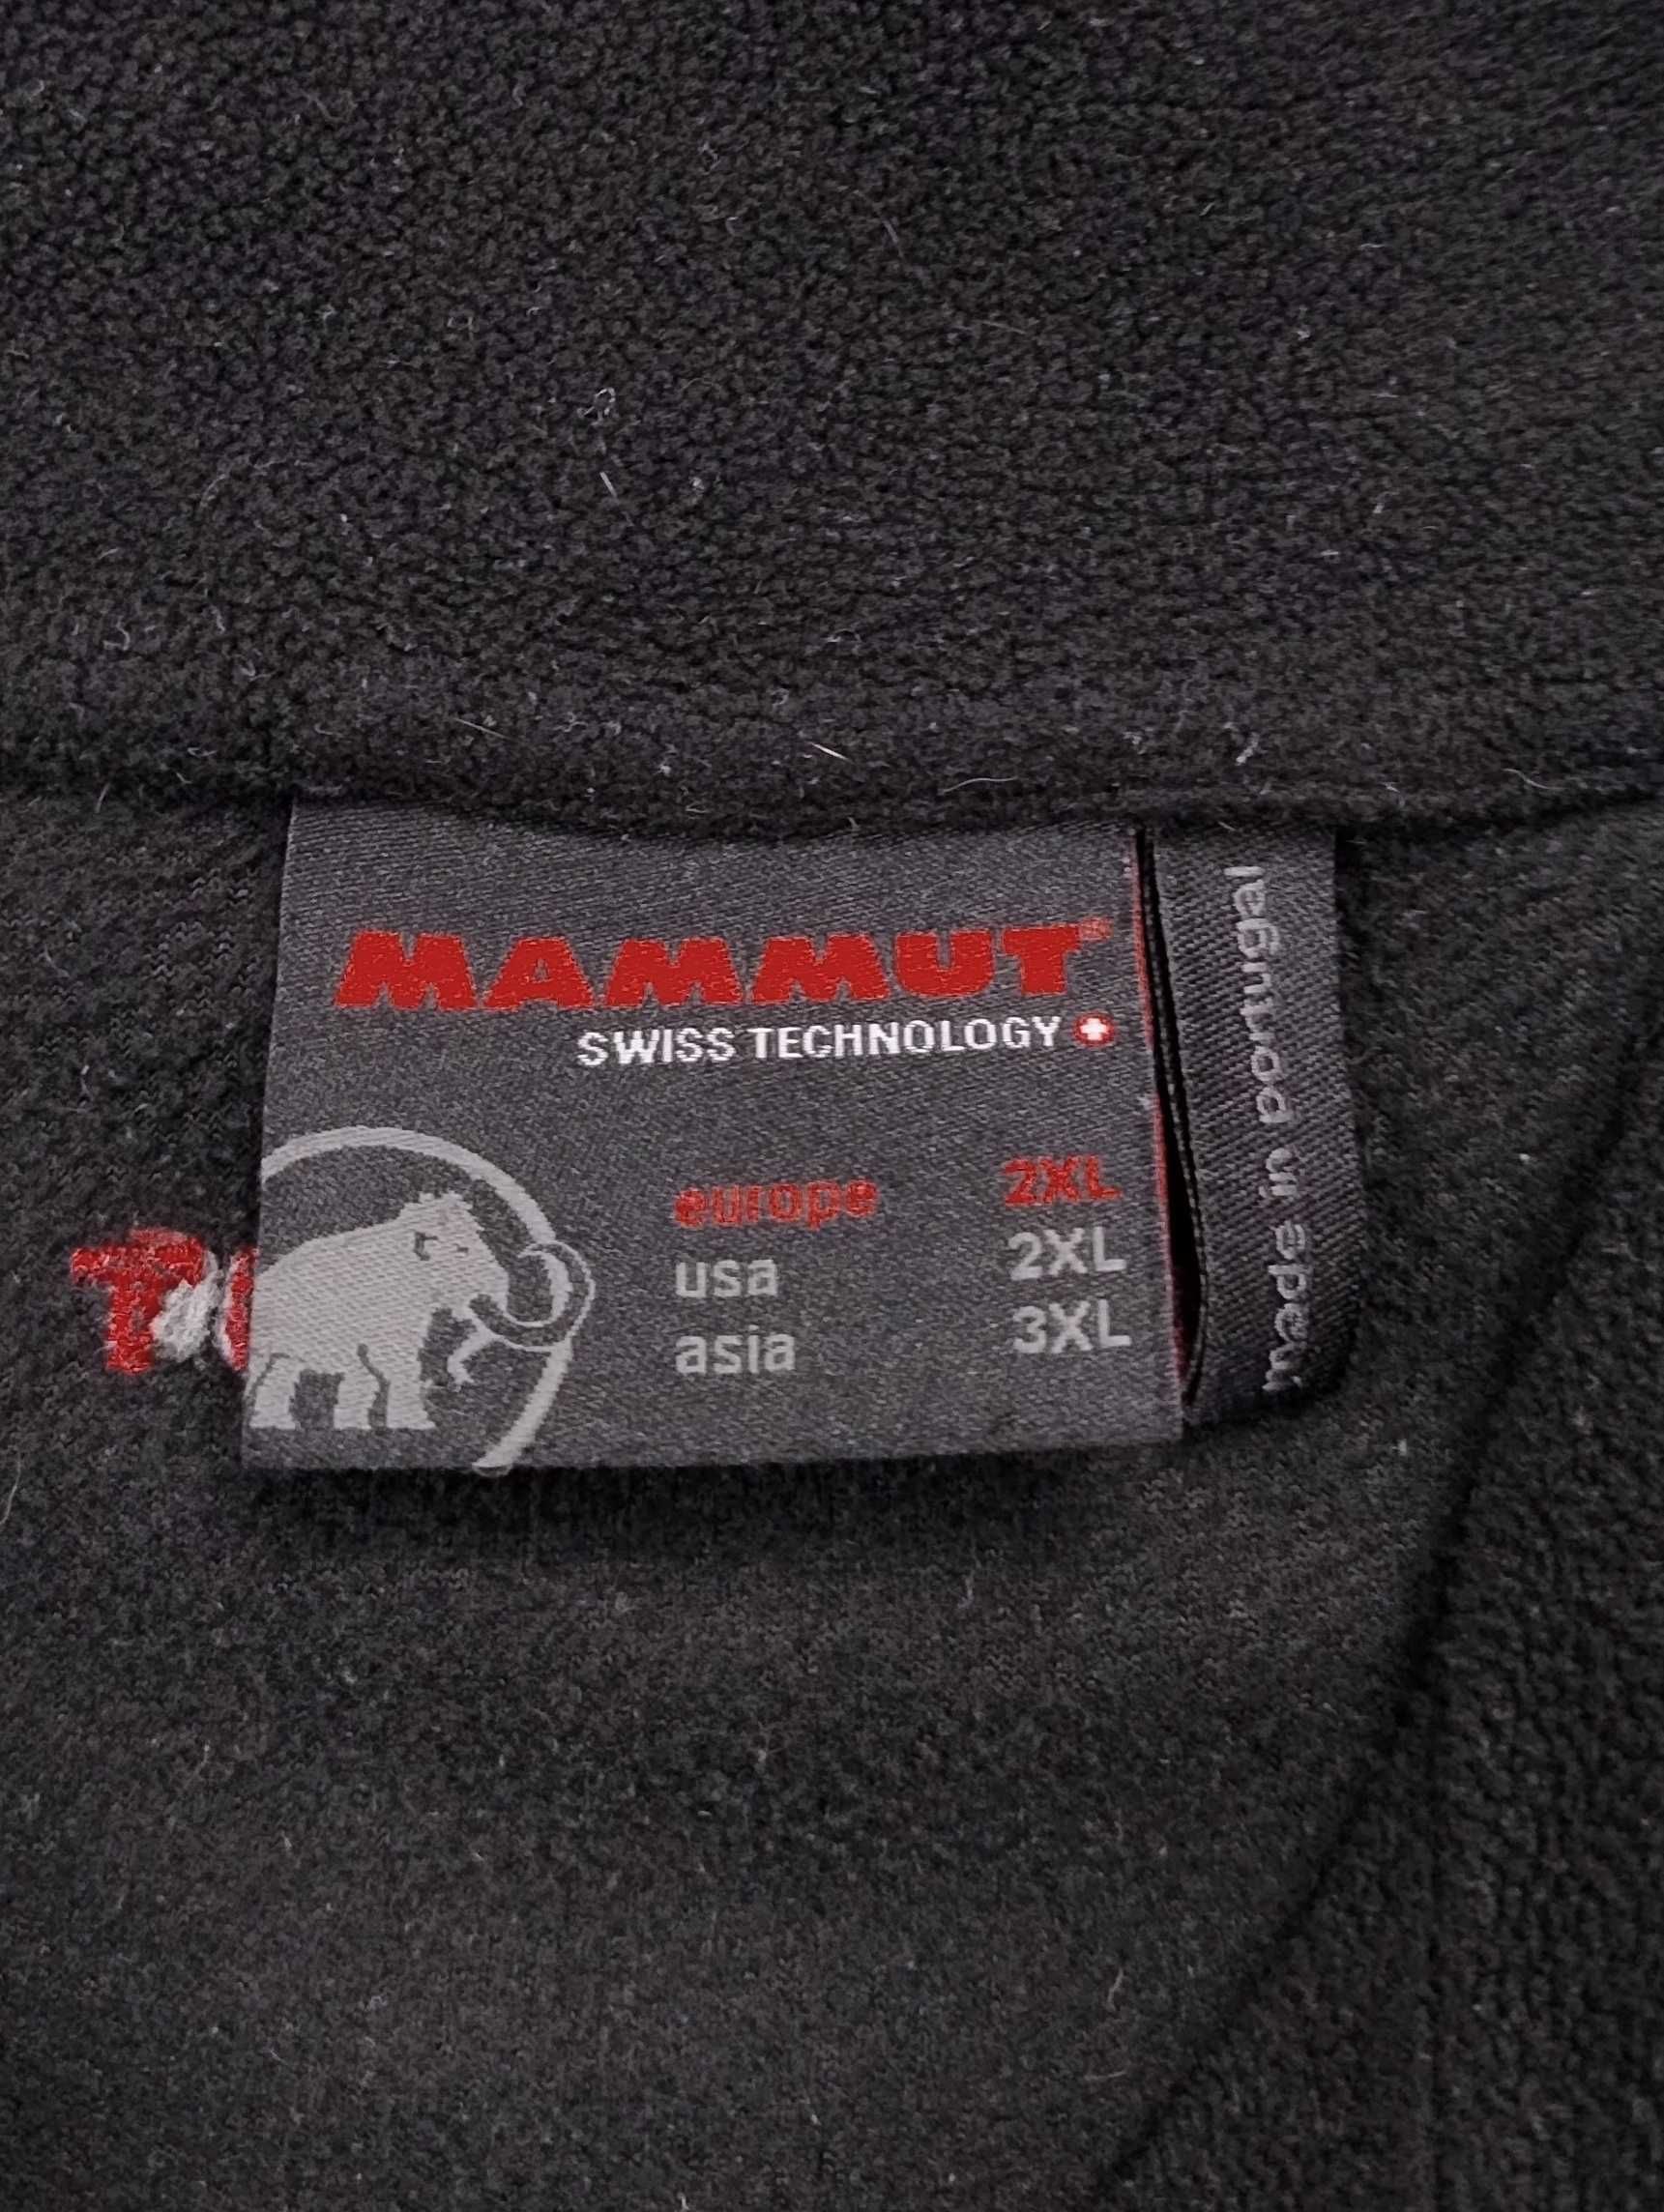 MAMMUT®
SWISS TECHNOLOGY
europe 2XL
usa 2XL
asia 3XL
made in portugal